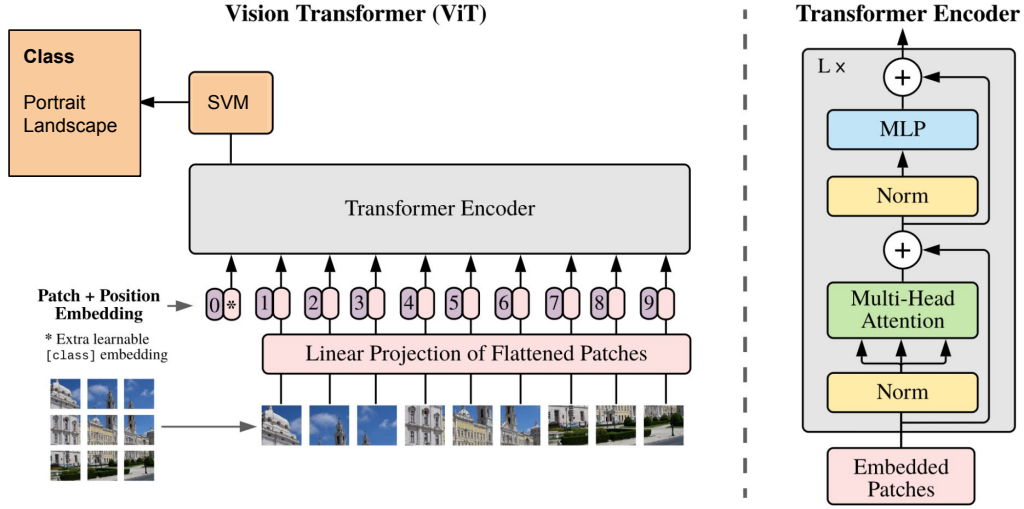 Vision Transformer (ViT)
Class
Portrait
Landscape
SVM
Transformer Encoder
Patch + Position
Embedding
0 * 1 2 3 4 5 6 7 8 9
* Extra learnable
[class] embedding
Linear Projection of Flattened Patches
Transformer Encoder
L ×
+
MLP
Norm
+
Multi-Head
Attention
Norm
Embedded
Patches